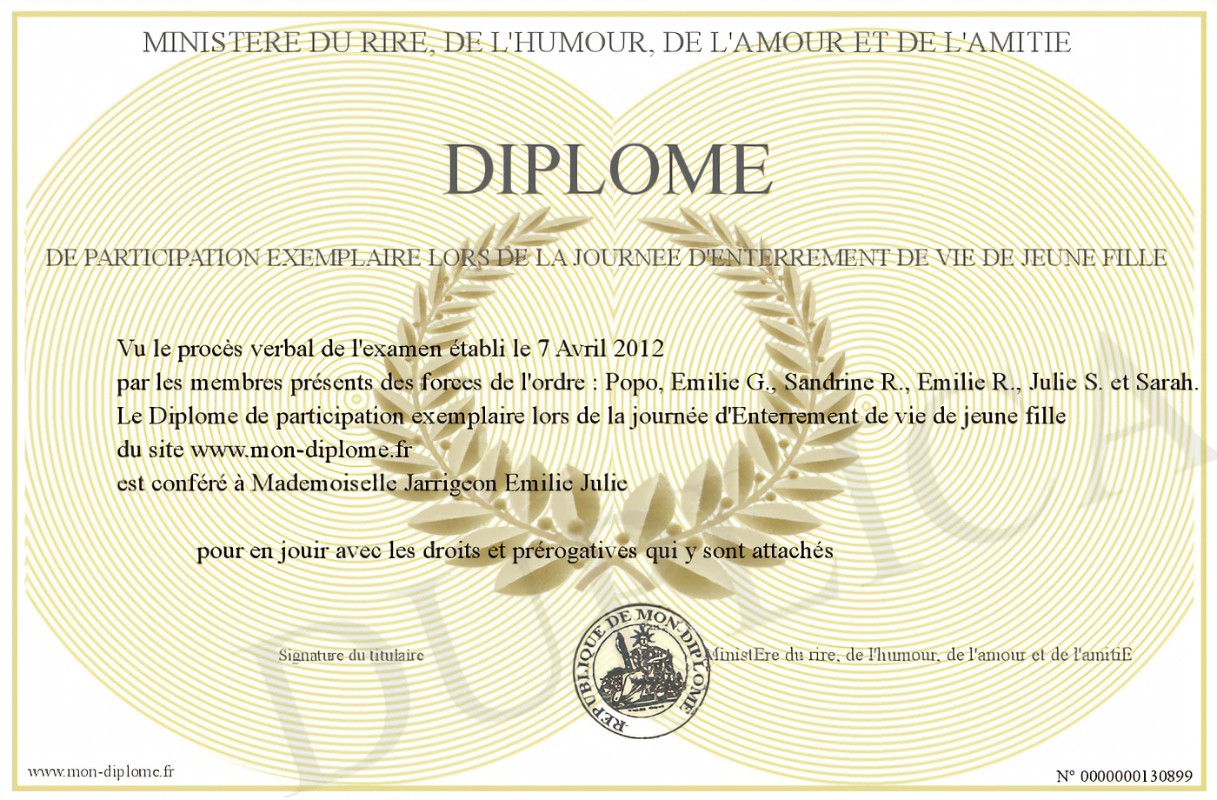 MINISTERE DU RIRE, DE L'HUMOUR, DE L'AMOUR ET DE L'AMITIE
DIPLOME
DE PARTICIPATION EXEMPLAIRE LORS DE LA JOURNEE D'ENTERREMENT DE VIE DE JEUNE FILLE
Vu le procès verbal de l'examen établi le 7 Avril 2012
par les membres présents des forces de l'ordre : Popo, Emilie G., Sandrine R., Emilie R., Julie S. et Sarah.
Le Diplome de participation exemplaire lors de la journée d'Enterrement de vie de jeune fille
du site www.mon-diplome.fr
est conféré à Mademoiselle Jarrigeon Emilie Julie
pour en jouir avec les droits et prérogatives qui y sont attachés
REPUBLIQUE DE MON-DIPLOME
Signature du titulaire
MinistEre du rire, de l'humour, de l'amour et de l'amitiE
DUPLICA
www.mon-diplome.fr
N° 0000000130899